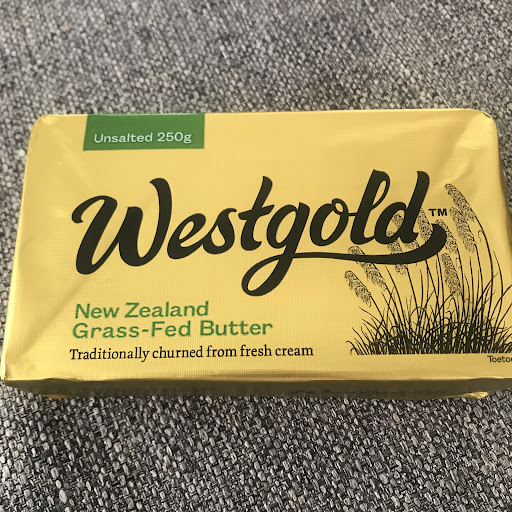 Unsalted 250g
Westgold™
New Zealand
Grass-Fed Butter
Traditionally churned from fresh cream